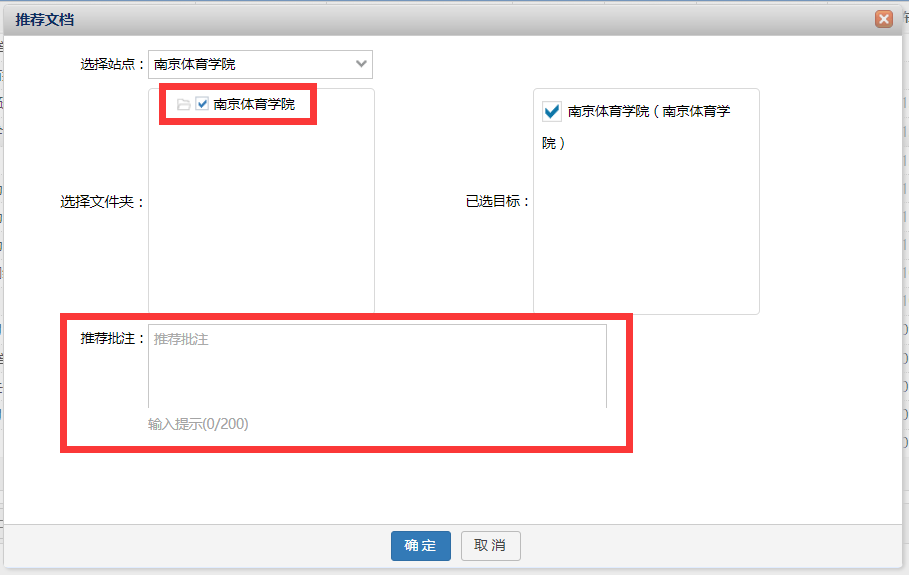 推荐文档
选择站点：
南京体育学院
南京体育学院
选择文件夹：
已选目标：
南京体育学院（南京体育学
院）
推荐批注：
推荐批注
输入提示(0/200)
确 定
取 消